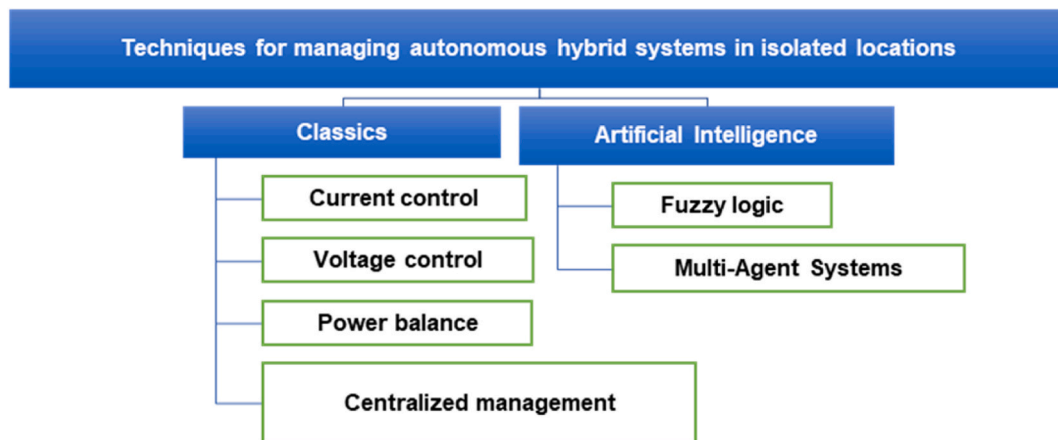 Techniques for managing autonomous hybrid systems in isolated locations
Classics
Artificial Intelligence
Current control
Fuzzy logic
Voltage control
Multi-Agent Systems
Power balance
Centralized management